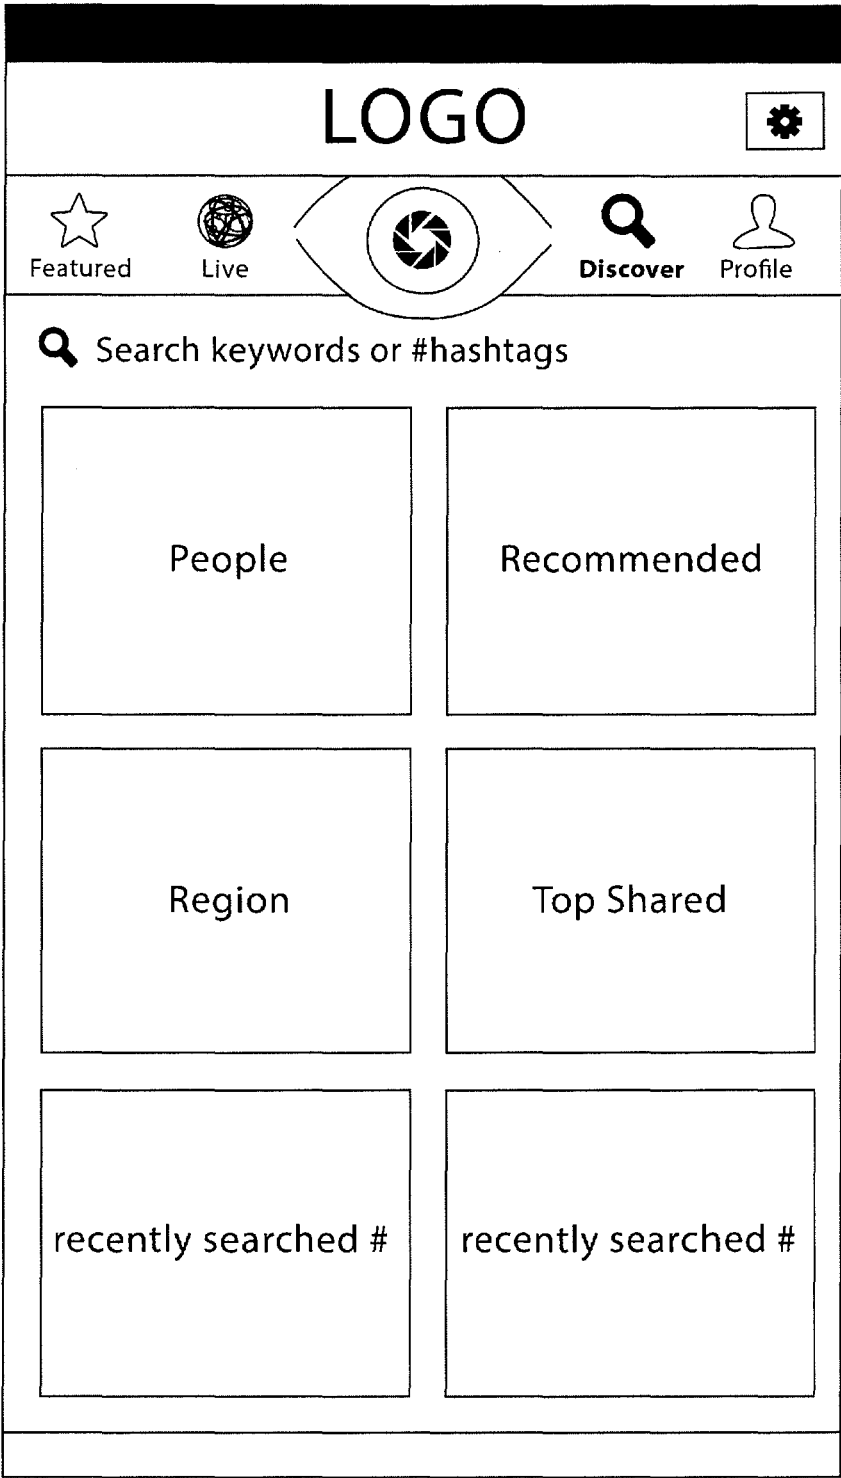 LOGO
Featured
Live
Discover
Profile
Search keywords or #hashtags
People
Recommended
Region
Top Shared
recently searched #
recently searched #